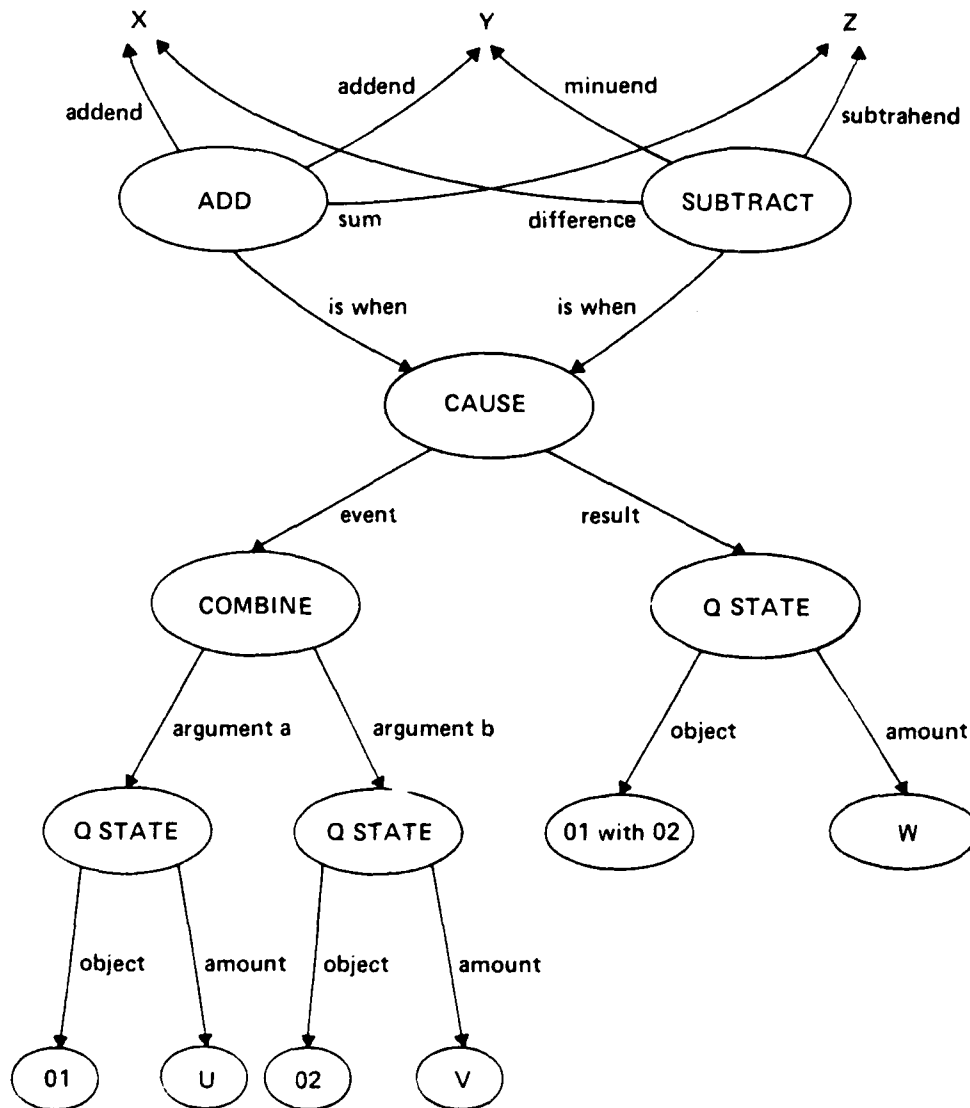 X Y Z
addend addend minuend subtrahend
ADD SUBTRACT
sum difference
is when is when
CAUSE
event result
COMBINE Q STATE
argument a argument b object amount
Q STATE Q STATE 01 with 02 W
object amount object amount
01 U 02 V